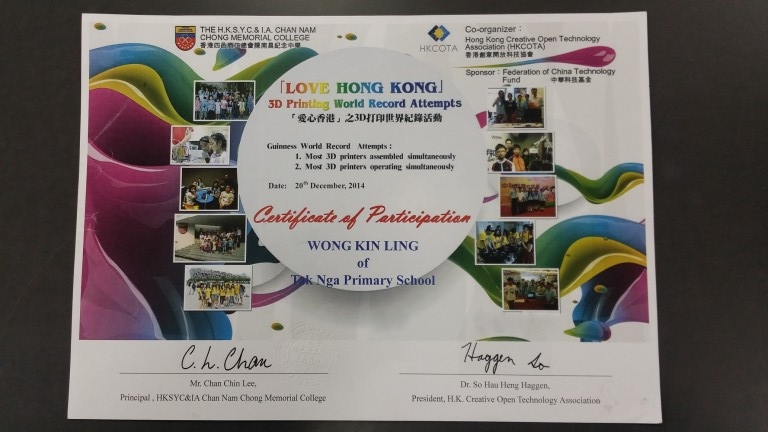 THE H.K.S.Y.C.& I.A. CHAN NAM
CHONG MEMORIAL COLLEGE
香港四邑商工總會陳南昌紀念中學
HKCOTA
Co-organizer :
Hong Kong Creative Open Technology
Association (HKCOTA)
香港創意開放科技協會
Sponsor : Federation of China Technology
Fund 中華科技基金
「LOVE HONG KONG」
3D Printing World Record Attempts
「愛心香港」之3D打印世界紀錄活動
Guinness World Record Attempts :
1. Most 3D printers assembled simultaneously
2. Most 3D printers operating simultaneously
Date: 20th December, 2014
Certificate of Participation
WONG KIN LING
of
Tak Nga Primary School
C. h. Chan
Mr. Chan Chin Lee,
Principal , HKSYC&IA Chan Nam Chong Memorial College
Haggen So
Dr. So Hau Heng Haggen,
President, H.K. Creative Open Technology Association